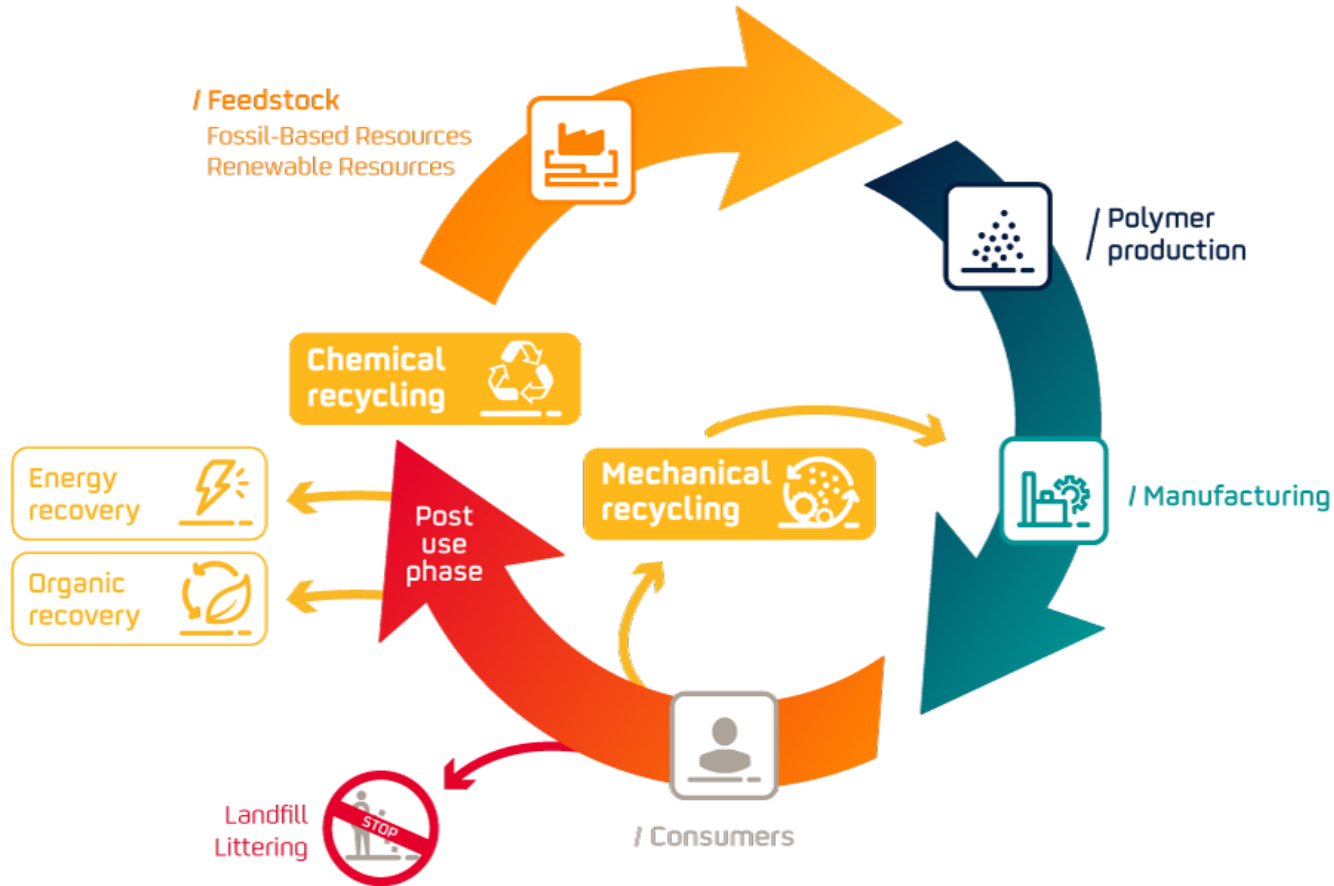 / Feedstock
Fossil-Based Resources
Renewable Resources
/ Polymer
production
Chemical
recycling
Mechanical
recycling
Energy
recovery
Post
use
phase
/ Manufacturing
Organic
recovery
Landfill
Littering
STOP
/ Consumers